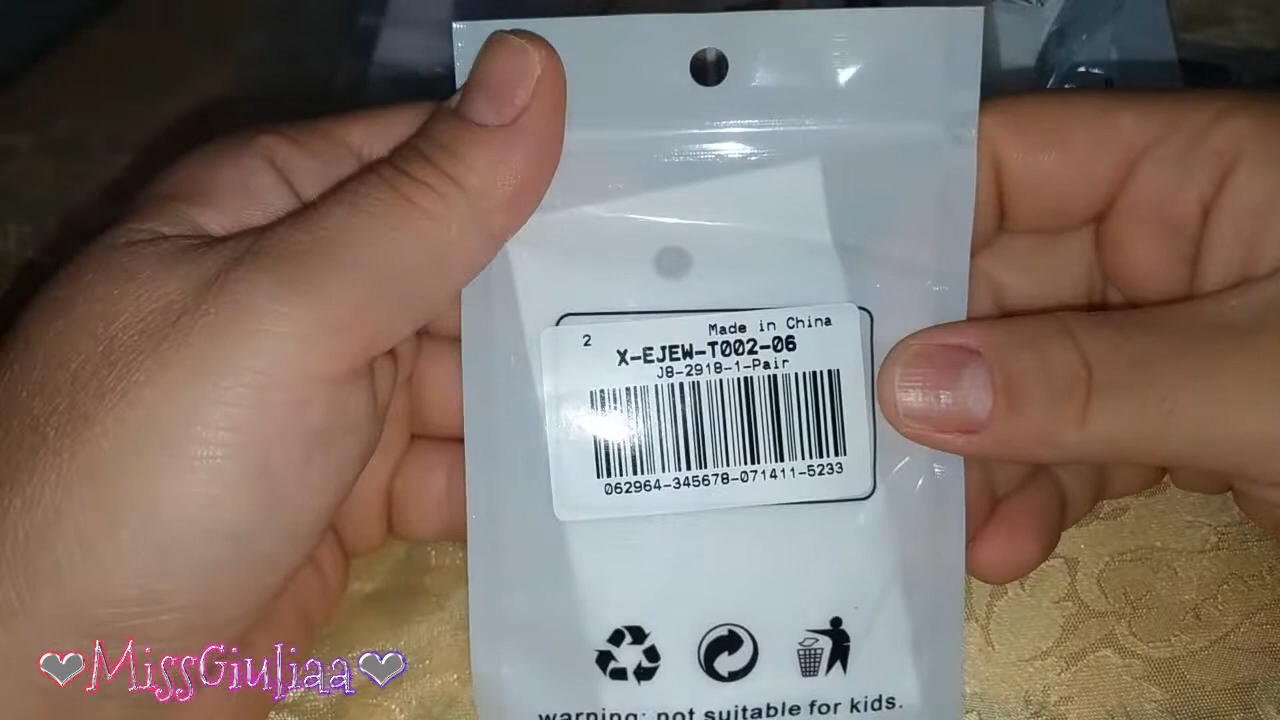 Made in China
2
X-EJEW-T002-06
J8-2918-1-Pair
062964-345678-071411-5233
warning: not suitable for kids.
❤MissGiuliaa❤